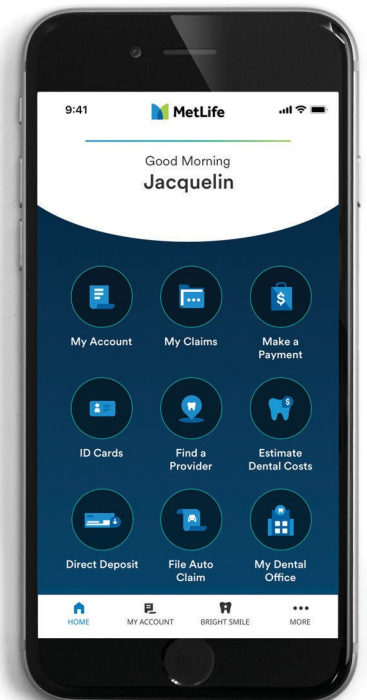 9:41
MetLife
Good Morning
Jacquelin
My Account
My Claims
Make a
Payment
$
ID Cards
Find a
Provider
Estimate
Dental Costs
$
Direct Deposit
File Auto
Claim
My Dental
Office
HOME
MY ACCOUNT
BRIGHT SMILE
MORE